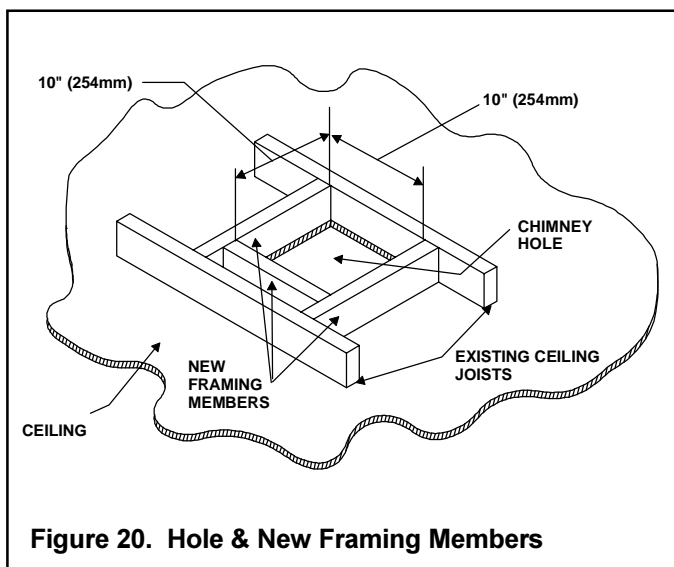 10" (254mm)
10" (254mm)
CHIMNEY
HOLE
NEW
FRAMING
MEMBERS
EXISTING CEILING
JOISTS
CEILING
Figure 20.  Hole & New Framing Members